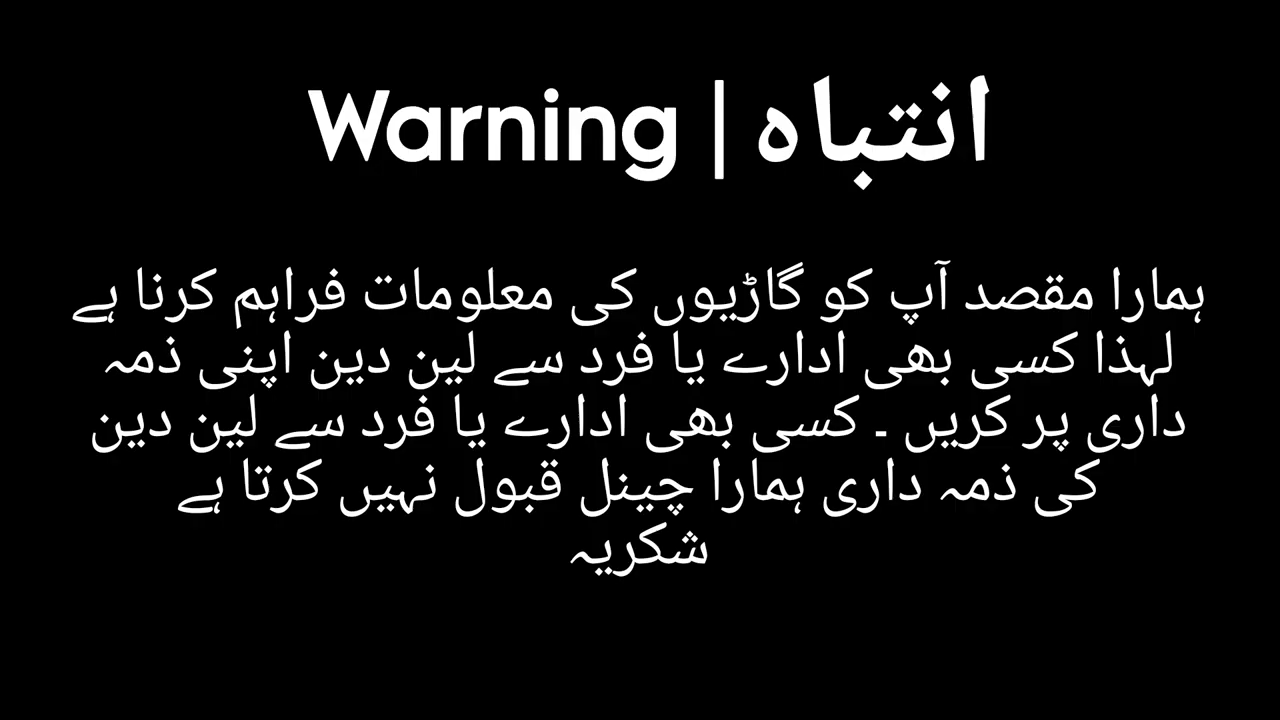 Warning | انتباہ
ہمارا مقصد آپ کو گاڑیوں کی معلومات فراہم کرنا ہے
لہذا کسی بھی ادارے یا فرد سے لین دین اپنی ذمہ
داری پر کریں ۔ کسی بھی ادارے یا فرد سے لین دین
کی ذمہ داری ہمارا چینل قبول نہیں کرتا ہے
شکریہ